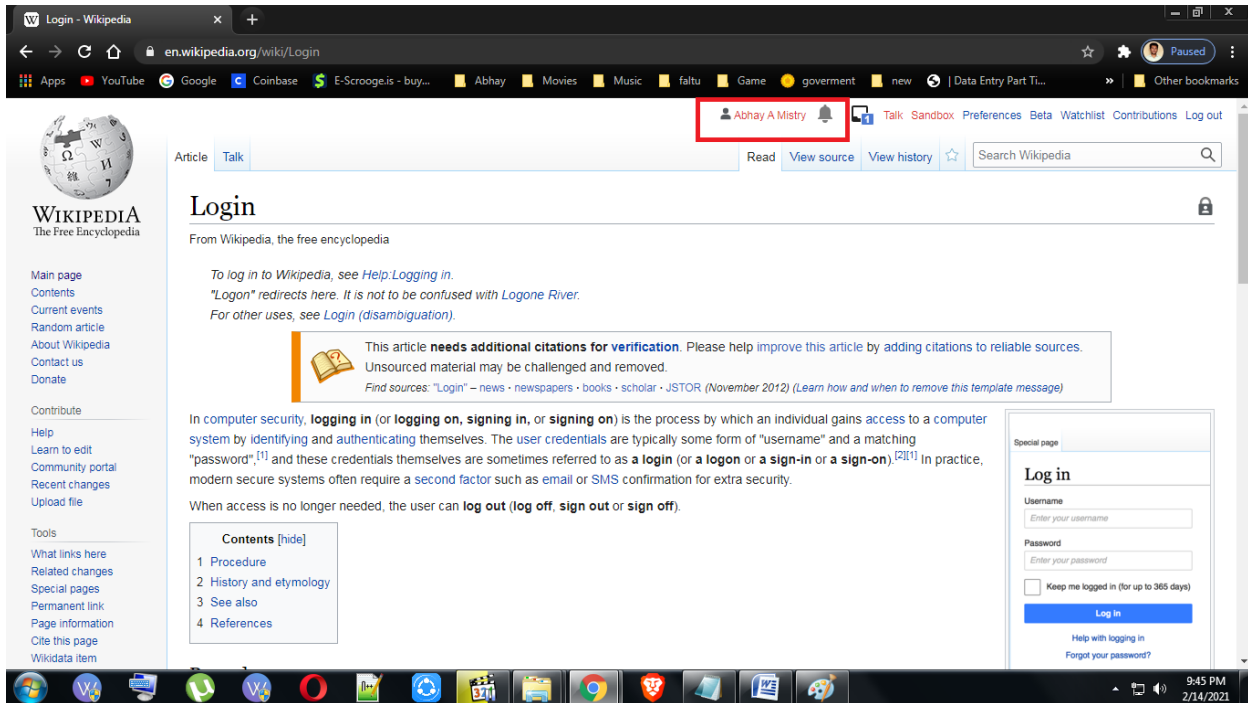 Login - Wikipedia
en.wikipedia.org/wiki/Login
Paused
Apps YouTube Google Coinbase E-Scrooge.is - buy... Abhay Movies Music faltu Game goverment new | Data Entry Part Ti... » Other bookmarks
Abhay A Mistry 1 Talk Sandbox Preferences Beta Watchlist Contributions Log out
Article Talk Read View source View history Search Wikipedia
WIKIPEDIA
The Free Encyclopedia
Main page
Contents
Current events
Random article
About Wikipedia
Contact us
Donate
Contribute
Help
Learn to edit
Community portal
Recent changes
Upload file
Tools
What links here
Related changes
Special pages
Permanent link
Page information
Cite this page
Wikidata item
Login
From Wikipedia, the free encyclopedia
To log in to Wikipedia, see Help:Logging in.
"Logon" redirects here. It is not to be confused with Logone River.
For other uses, see Login (disambiguation).
This article needs additional citations for verification. Please help improve this article by adding citations to reliable sources.
Unsourced material may be challenged and removed.
Find sources: "Login" – news · newspapers · books · scholar · JSTOR (November 2012) (Learn how and when to remove this template message)
In computer security, logging in (or logging on, signing in, or signing on) is the process by which an individual gains access to a computer
system by identifying and authenticating themselves. The user credentials are typically some form of "username" and a matching
"password",[1] and these credentials themselves are sometimes referred to as a login (or a logon or a sign-in or a sign-on).[2][1] In practice,
modern secure systems often require a second factor such as email or SMS confirmation for extra security.
When access is no longer needed, the user can log out (log off, sign out or sign off).
Contents [hide]
1 Procedure
2 History and etymology
3 See also
4 References
Special page
Log in
Username
Enter your username
Password
Enter your password
Keep me logged in (for up to 365 days)
Log in
Help with logging in
Forgot your password?
321
9:45 PM
2/14/2021